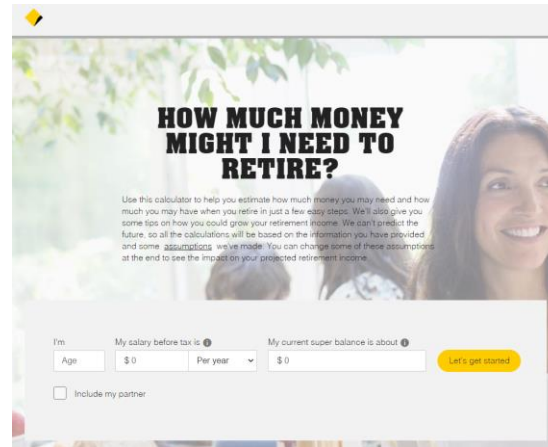 HOW MUCH MONEY
MIGHT I NEED TO
RETIRE?
Use this calculator to help you estimate how much money you may need and how
much you may have when you retire in just a few easy steps. We'll also give you
some tips on how you could grow your retirement income. We can't predict the
future, so all the calculations will be based on the information you have provided
and some assumptions we've made. You can change some of these assumptions
at the end to see the impact on your projected retirement income.
I'm My salary before tax is My current super balance is about
Age $ 0 Per year $ 0 Let's get started
Include my partner